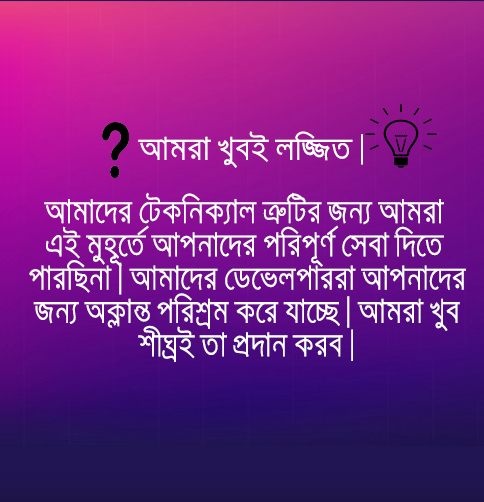 আমরা খুবই লজ্জিত |
আমাদের টেকনিক্যাল ত্রুটির জন্য আমরা
এই মুহূর্তে আপনাদের পরিপূর্ণ সেবা দিতে
পারছিনা | আমাদের ডেভেলপাররা আপনাদের
জন্য অক্লান্ত পরিশ্রম করে যাচ্ছে | আমরা খুব
শীঘ্রই তা প্রদান করব |